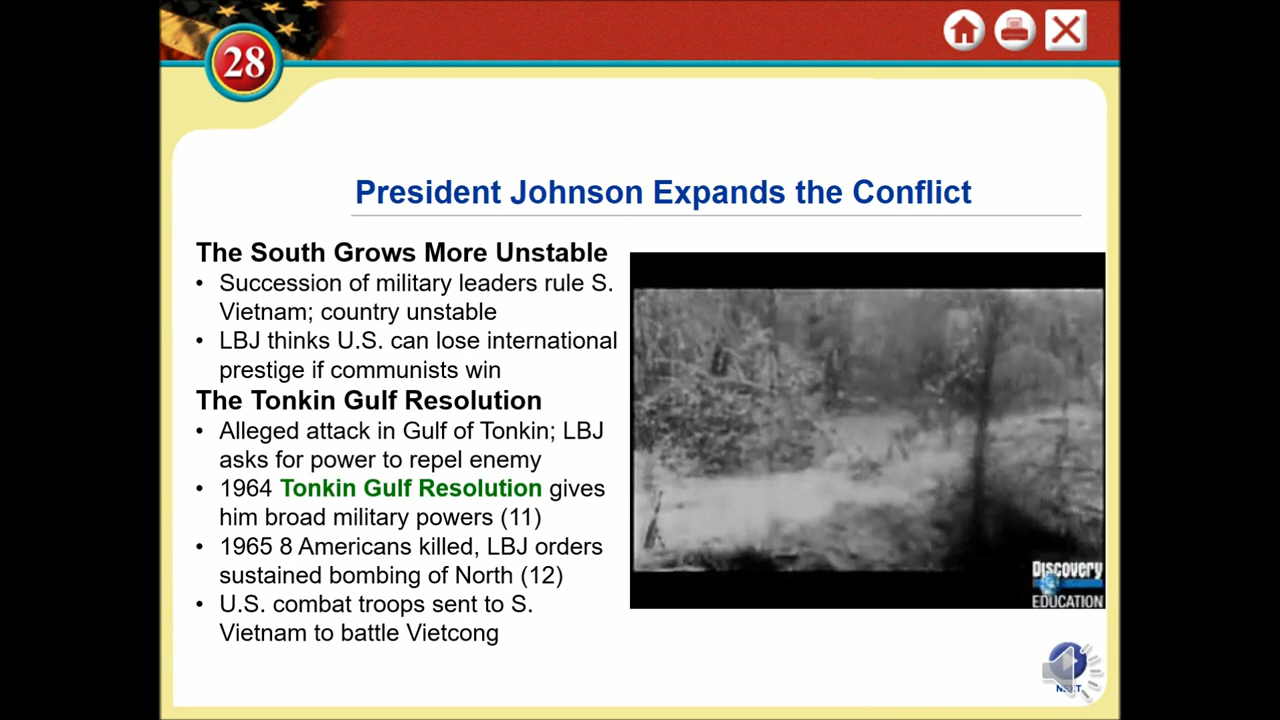 28
President Johnson Expands the Conflict
The South Grows More Unstable
• Succession of military leaders rule S.
Vietnam; country unstable
• LBJ thinks U.S. can lose international
prestige if communists win
The Tonkin Gulf Resolution
• Alleged attack in Gulf of Tonkin; LBJ
asks for power to repel enemy
• 1964 Tonkin Gulf Resolution gives
him broad military powers (11)
• 1965 8 Americans killed, LBJ orders
sustained bombing of North (12)
• U.S. combat troops sent to S.
Vietnam to battle Vietcong
Discovery
EDUCATION